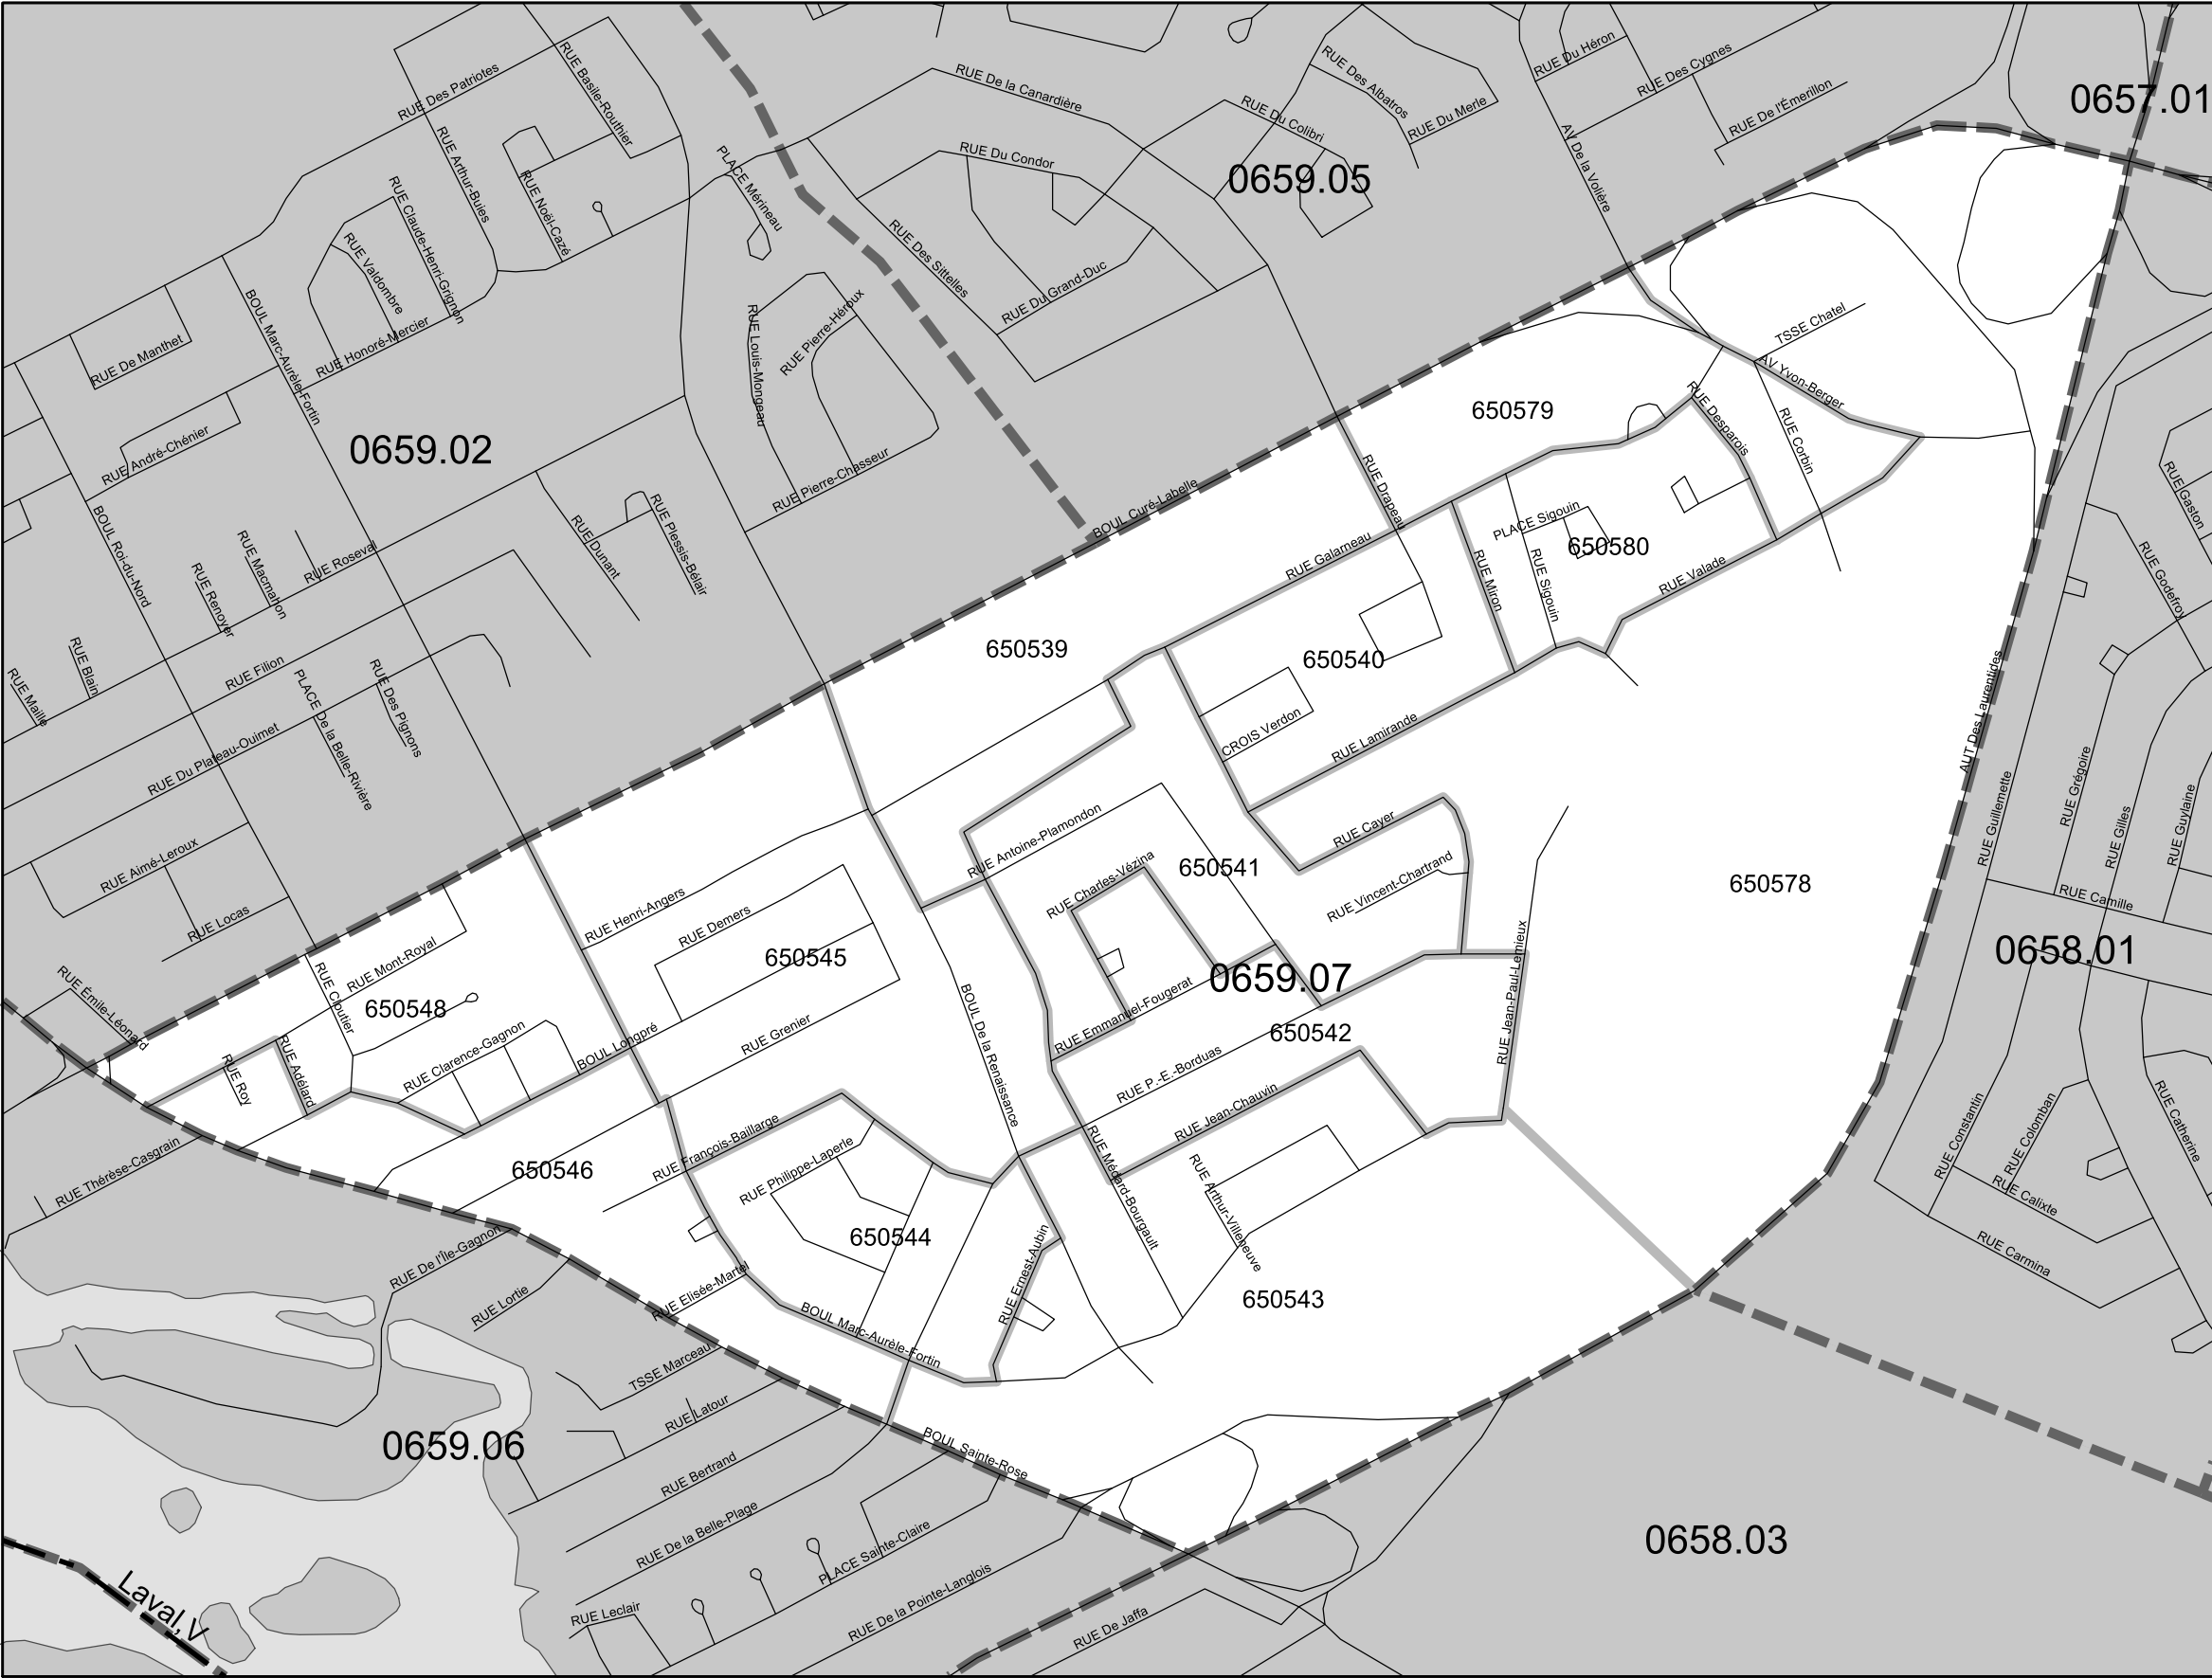 RUE Des Patriotes
RUE Basile-Routhier
RUE De la Canardière
RUE Des Albatros
RUE Du Héron
RUE Des Cygnes
0657.01
RUE Arthur-Buies
PLACE Mérineau
RUE Du Condor
RUE Du Colibri
RUE Du Merle
AV De la Volière
RUE De l'Émerillon
RUE Claude-Henri-Grignon
RUE Noël-Cazé
0659.05
RUE Valdombre
RUE Des Sittelles
RUE Du Grand-Duc
BOUL Marc-Aurèle-Fortin
RUE De Manthet
RUE Honoré-Mercier
RUE Louis-Mongeau
RUE Pierre-Héroux
TSSE Chatel
AV Yvon-Berger
RUE Desparois
RUE Corbin
650579
RUE André-Chénier
0659.02
RUE Pierre-Chasseur
RUE Drapeau
BOUL Curé-Labelle
RUE Gaston
BOUL Roi-du-Nord
RUE Dunant
RUE Plessis-Bélair
PLACE Sigouin
650580
RUE Galarneau
RUE Miron
RUE Sigouin
RUE Valade
RUE Godefroy
RUE Renoyer
RUE Macmahon
RUE Roseval
RUE Maille
RUE Blain
RUE Filion
PLACE De la Belle-Rivière
RUE Des Pignons
650539
650540
CROIS Verdon
RUE Lamirande
AUT Des Laurentides
RUE Du Plateau-Ouimet
RUE Guillemette
RUE Grégoire
RUE Gilles
RUE Guylaine
RUE Aimé-Leroux
RUE Antoine-Plamondon
RUE Cayer
650541
RUE Vincent-Chartrand
650578
RUE Charles-Vézina
RUE Camille
RUE Locas
RUE Henri-Angers
RUE Demers
650545
0658.01
RUE Émile-Léonard
RUE Cloutier
RUE Mont-Royal
650548
0659.07
RUE Emmanuel-Fougerat
650542
RUE Jean-Paul-Lemieux
BOUL De la Renaissance
RUE Roy
RUE Adélard
RUE Clarence-Gagnon
BOUL Longpré
RUE Grenier
RUE P.-E.-Borduas
RUE Jean-Chauvin
RUE Constantin
RUE Colomban
RUE Catherine
RUE Thérèse-Casgrain
650546
RUE François-Baillarge
RUE Philippe-Laperle
RUE Médard-Bourgault
RUE Arthur-Villeneuve
RUE Calixte
650544
RUE Ernest-Aubin
RUE Carmina
RUE De l'Île-Gagnon
RUE Lortie
RUE Elisée-Martel
650543
BOUL Marc-Aurèle-Fortin
TSSE Marceau
RUE Latour
0659.06
BOUL Sainte-Rose
RUE Bertrand
RUE De la Belle-Plage
PLACE Sainte-Claire
0658.03
Laval,V
RUE Leclair
RUE De la Pointe-Langlois
RUE De Jaffa